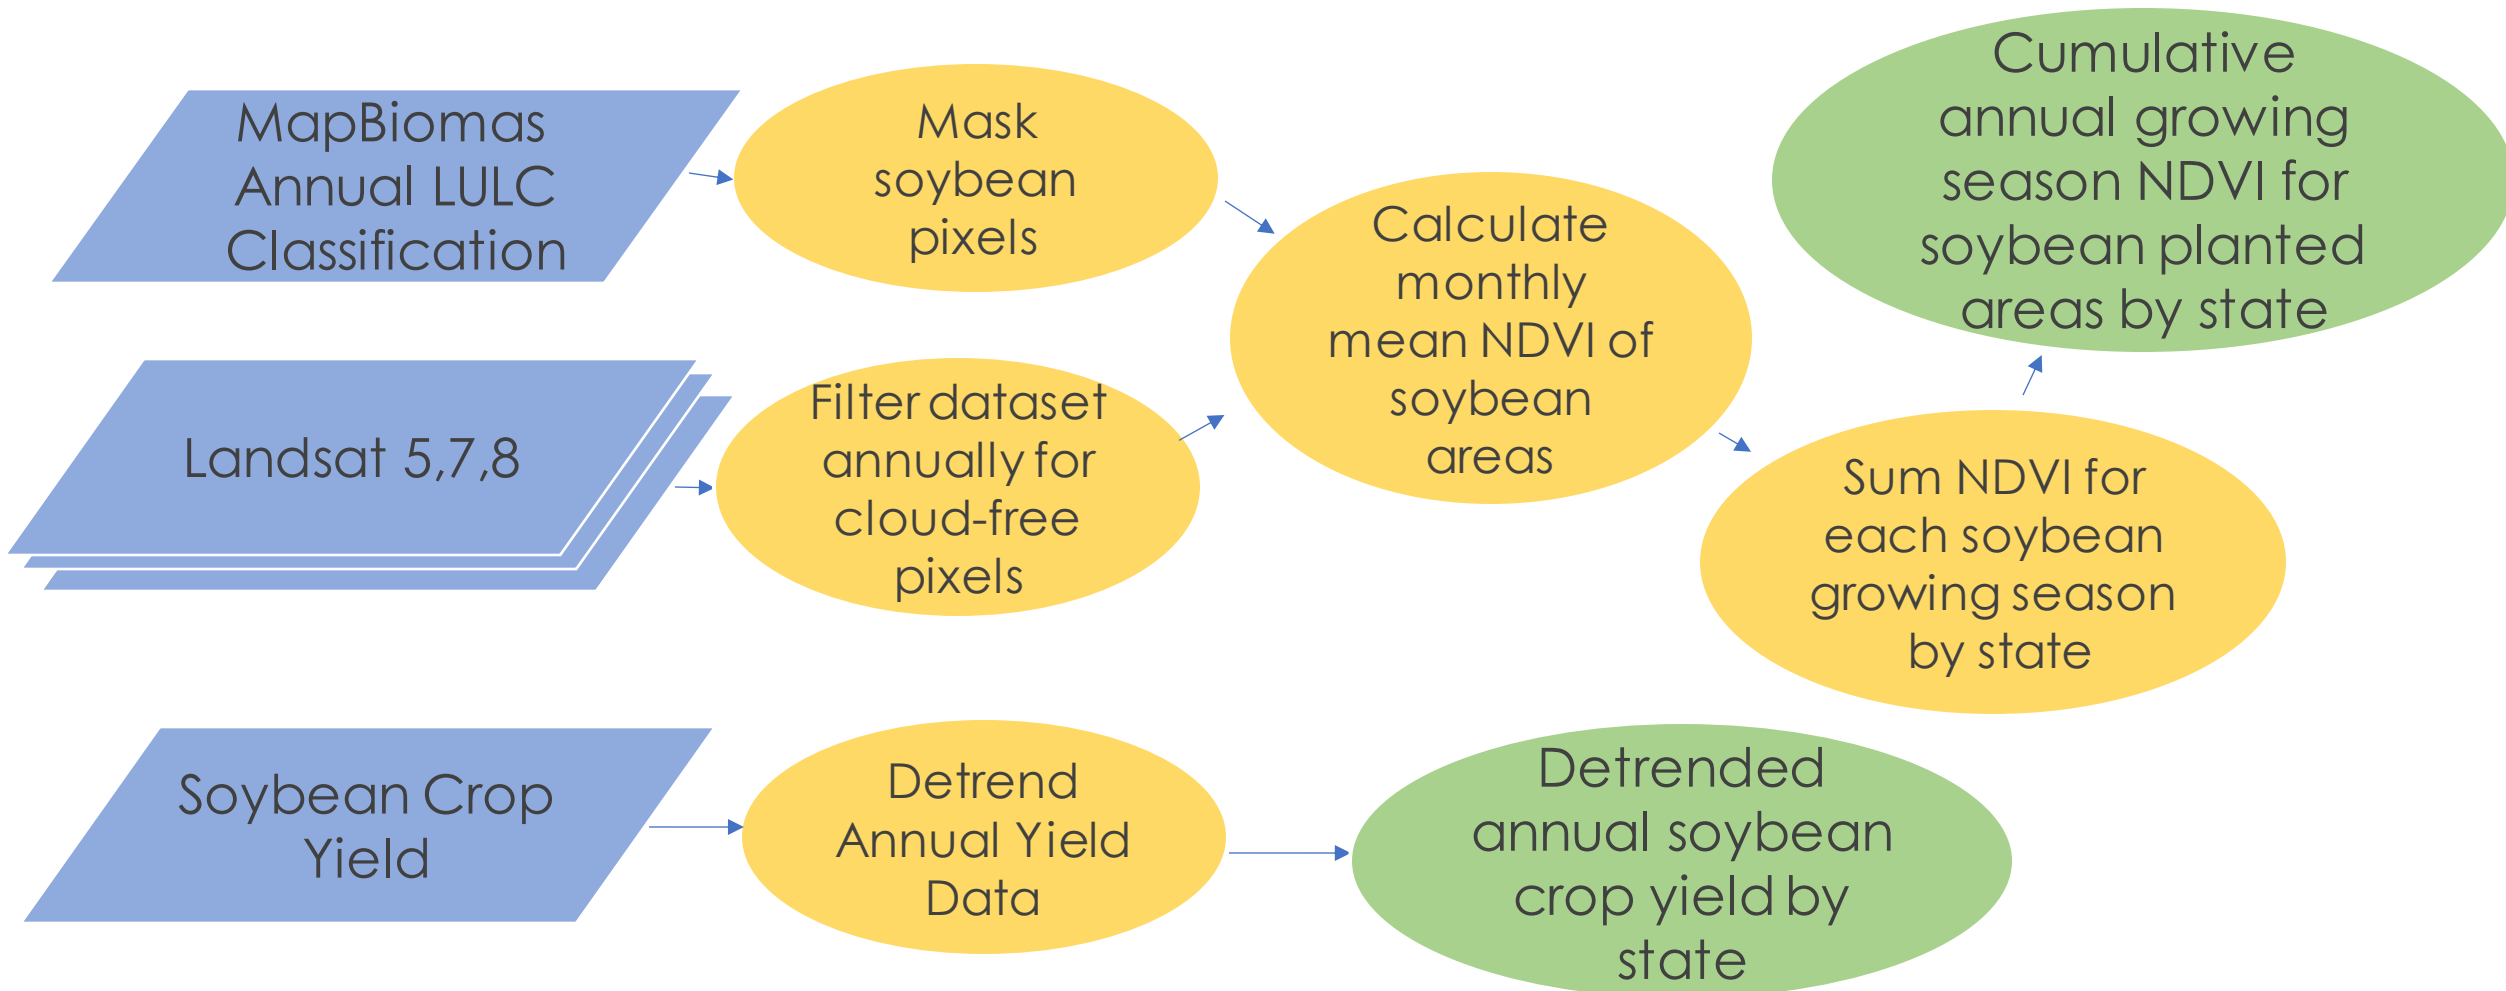 MapBiomas
Annual LULC
Classification
Mask
soybean
pixels
Landsat 5,7,8
Filter dataset
annually for
cloud-free
pixels
Calculate
monthly
mean NDVI of
soybean
areas
Sum NDVI for
each soybean
growing season
by state
Cumulative
annual growing
season NDVI for
soybean planted
areas by state
Soybean Crop
Yield
Detrend
Annual Yield
Data
Detrended
annual soybean
crop yield by
state